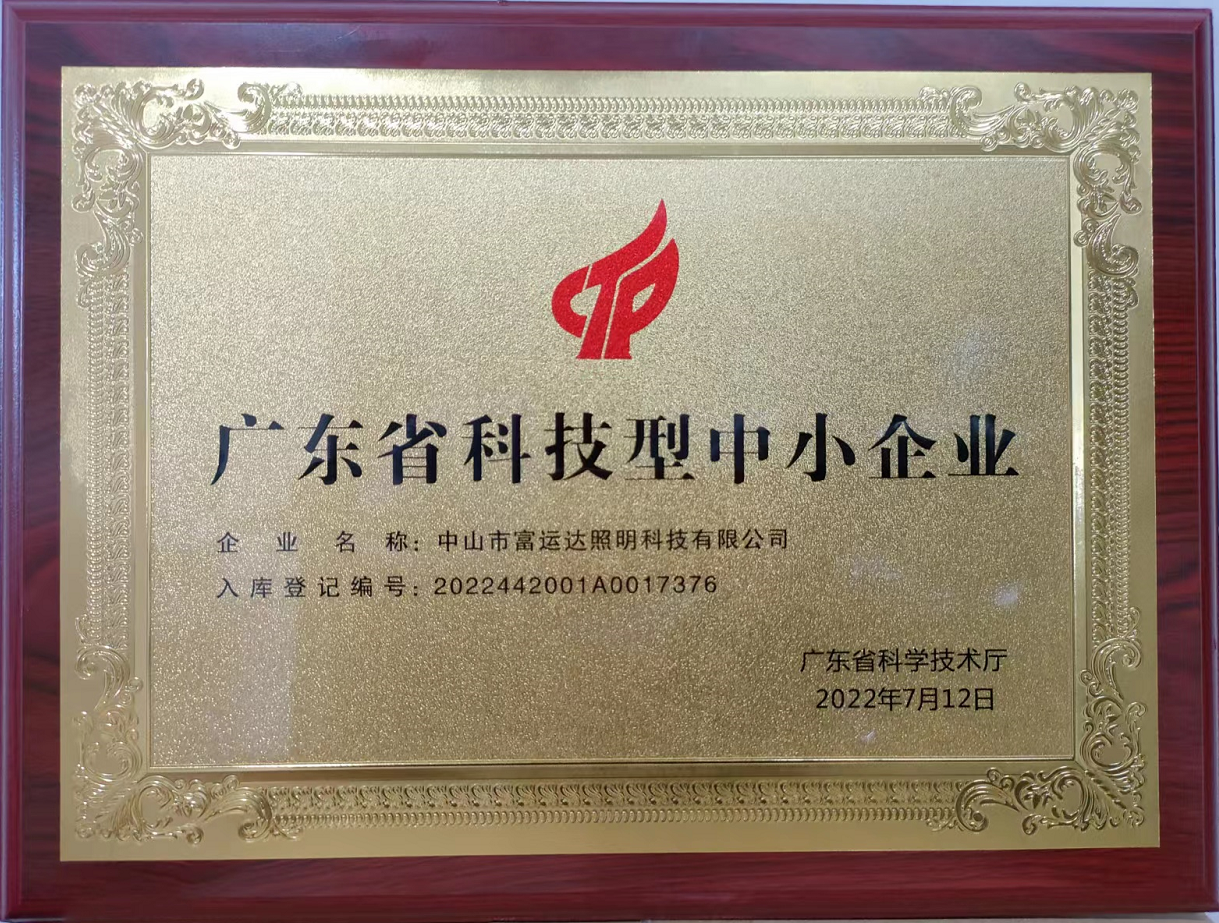 广东省科技型中小企业
企业名称：中山市富运达照明科技有限公司
入库登记编号：2022442001A0017376
广东省科学技术厅
2022年7月12日